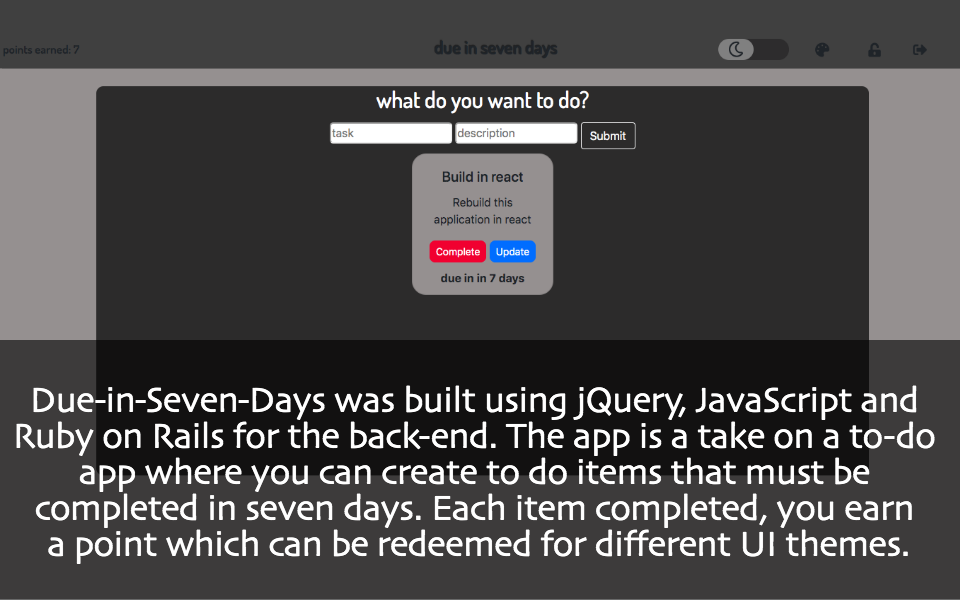 points earned: 7
due in seven days
what do you want to do?
task
description
Submit
Build in react
Rebuild this
application in react
Complete
Update
due in in 7 days
Due-in-Seven-Days was built using jQuery, JavaScript and
Ruby on Rails for the back-end. The app is a take on a to-do
app where you can create to do items that must be
completed in seven days. Each item completed, you earn
a point which can be redeemed for different UI themes.